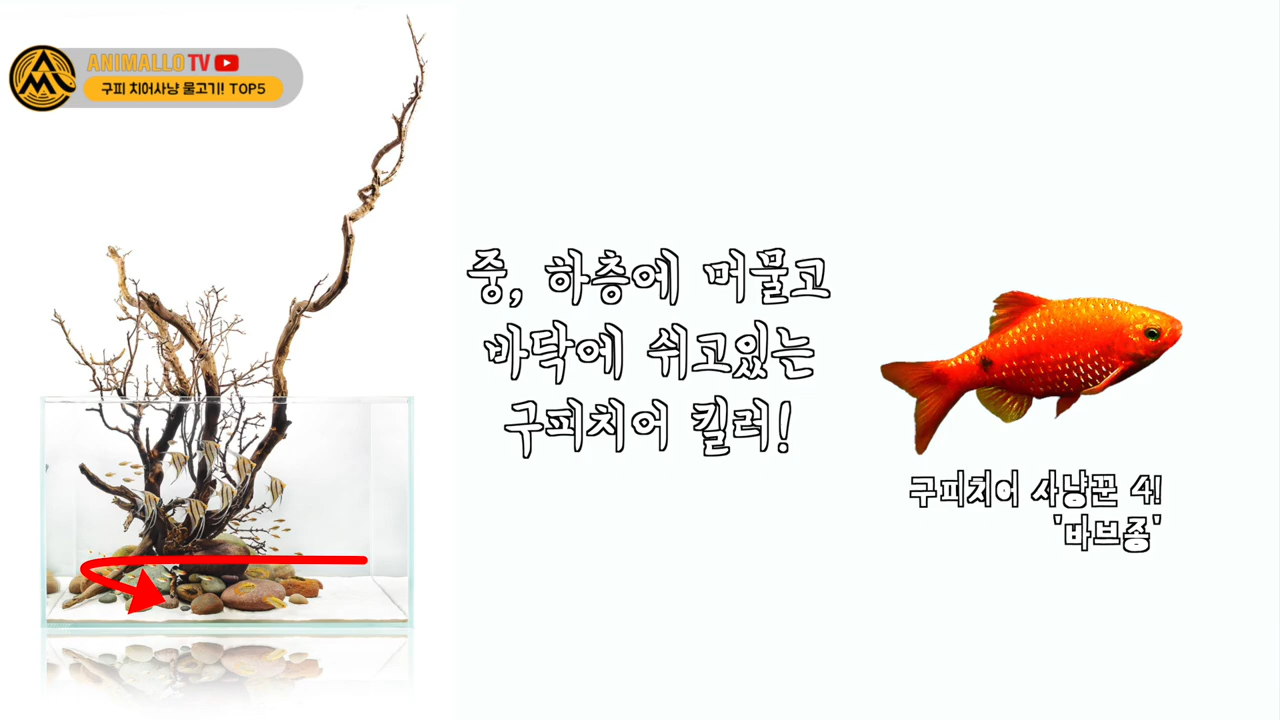 ANIMALLO TV
구피 치어사냥 물고기! TOP5
중, 하층에 머물고
바닥에 쉬고있는
구피치어 킬러!
구피치어 사냥꾼 4!
'바브종'